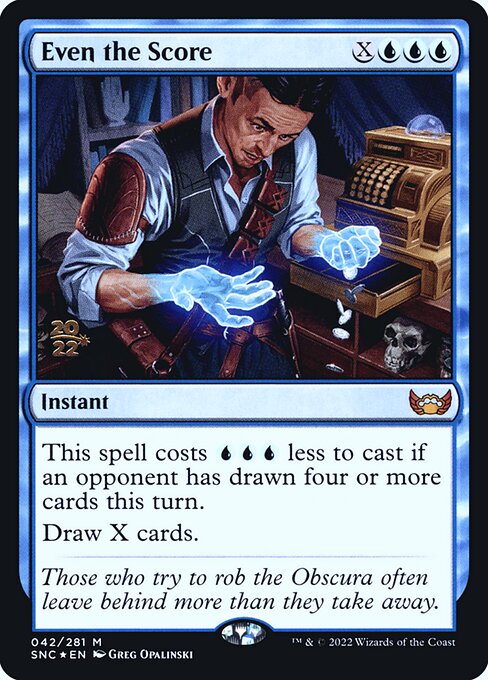 Even the Score X
20
22
Instant
This spell costs less to cast if
an opponent has drawn four or more
cards this turn.
Draw X cards.
Those who try to rob the Obscura often
leave behind more than they take away.
042/281 M
SNC ★ EN Greg Opalinski
™ & © 2022 Wizards of the Coast